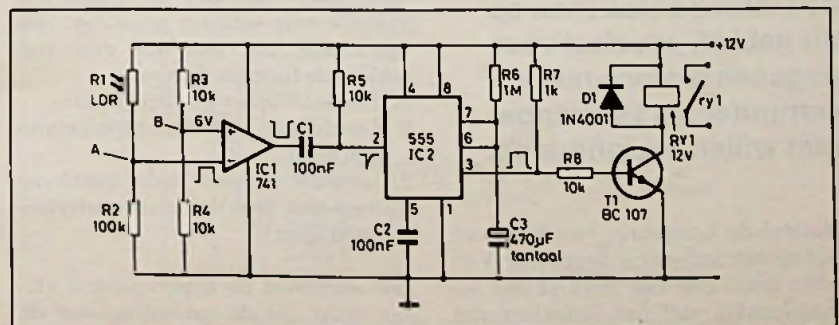 +12V
R1
LDR
R3
10k
R5
10k
R6
1M
R7
1k
D1
1N4001
ry1
RY1
12V
B
6V
A
+
−
IC1
741
C1
100nF
2
4
8
7
6
3
5
1
555
IC2
R8
10k
T1
BC 107
R2
100k
R4
10k
C2
100nF
C3
470µF
tantaal